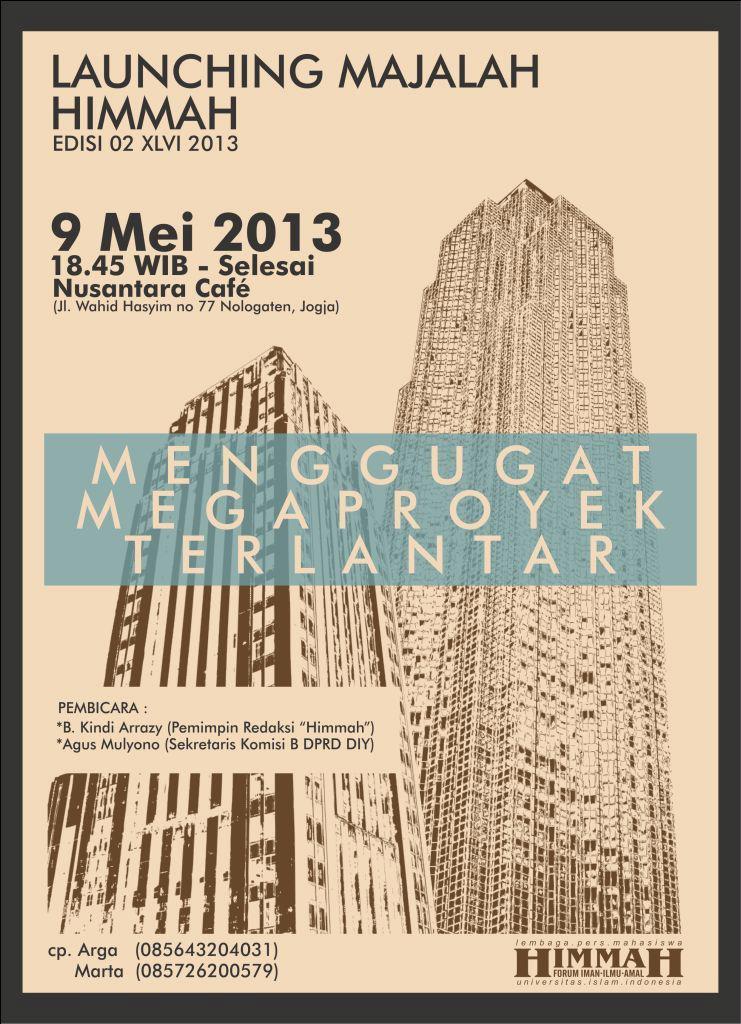 LAUNCHING MAJALAH
HIMMAH
EDISI 02 XLVI 2013
9 Mei 2013
18.45 WIB - Selesai
Nusantara Café
(Jl. Wahid Hasyim no 77 Nologaten, Jogja)
MENGGUGAT
MEGAPROYEK
TERLANTAR
PEMBICARA :
*B. Kindi Arrazy (Pemimpin Redaksi “Himmah”)
*Agus Mulyono (Sekretaris Komisi B DPRD DIY)
cp. Arga (085643204031)
Marta (085726200579)
lembaga.pers.mahasiswa
HIMMAH
FORUM IMAN-ILMU-AMAL
universitas.islam.indonesia